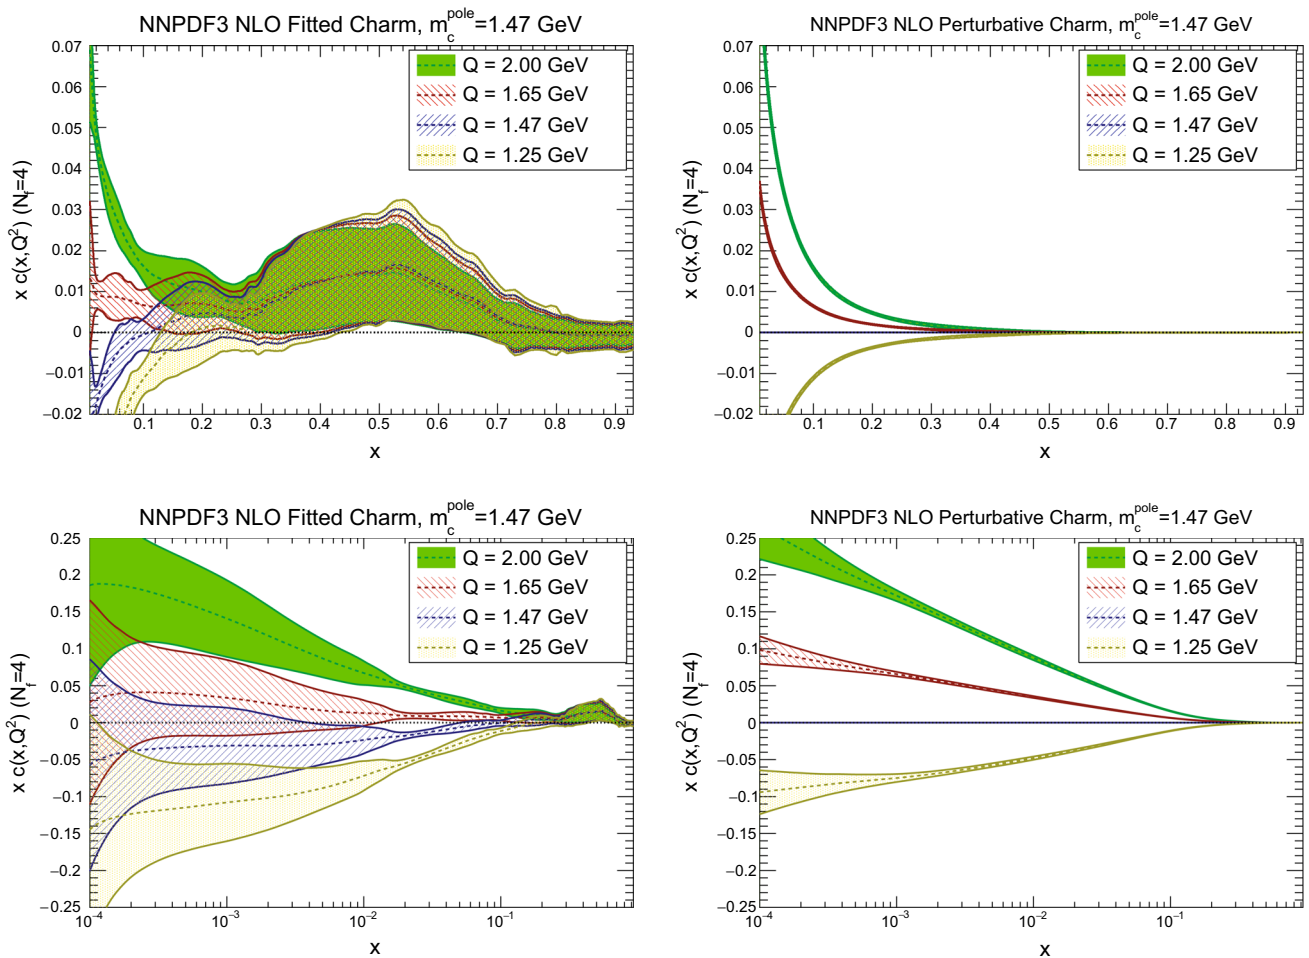 NNPDF3 NLO Fitted Charm, m_c^pole=1.47 GeV
x c(x,Q²) (N_f=4)
0.07
0.06
0.05
0.04
0.03
0.02
0.01
0
−0.01
−0.02
Q = 2.00 GeV
Q = 1.65 GeV
Q = 1.47 GeV
Q = 1.25 GeV
0.1 0.2 0.3 0.4 0.5 0.6 0.7 0.8 0.9
x
NNPDF3 NLO Perturbative Charm, m_c^pole=1.47 GeV
x c(x,Q²) (N_f=4)
0.07
0.06
0.05
0.04
0.03
0.02
0.01
0
−0.01
−0.02
Q = 2.00 GeV
Q = 1.65 GeV
Q = 1.47 GeV
Q = 1.25 GeV
0.1 0.2 0.3 0.4 0.5 0.6 0.7 0.8 0.9
x
NNPDF3 NLO Fitted Charm, m_c^pole=1.47 GeV
x c(x,Q²) (N_f=4)
0.25
0.2
0.15
0.1
0.05
0
−0.05
−0.1
−0.15
−0.2
−0.25
Q = 2.00 GeV
Q = 1.65 GeV
Q = 1.47 GeV
Q = 1.25 GeV
10⁻⁴ 10⁻³ 10⁻² 10⁻¹
x
NNPDF3 NLO Perturbative Charm, m_c^pole=1.47 GeV
x c(x,Q²) (N_f=4)
0.25
0.2
0.15
0.1
0.05
0
−0.05
−0.1
−0.15
−0.2
−0.25
Q = 2.00 GeV
Q = 1.65 GeV
Q = 1.47 GeV
Q = 1.25 GeV
10⁻⁴ 10⁻³ 10⁻² 10⁻¹
x